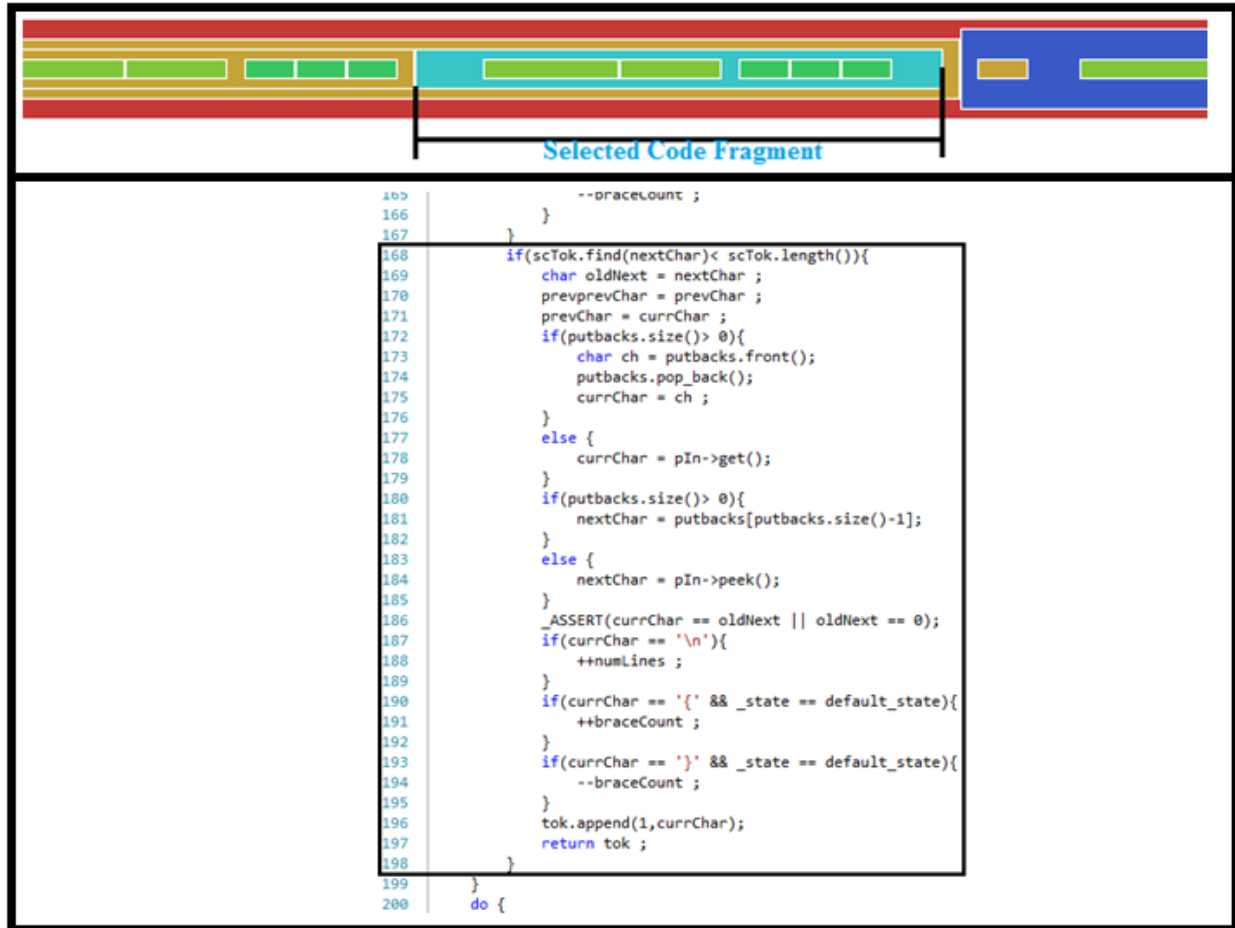 Selected Code Fragment
165 --braceCount ;
166 }
167 }
168 if(scTok.find(nextChar)< scTok.length()){
169 char oldNext = nextChar ;
170 prevprevChar = prevChar ;
171 prevChar = currChar ;
172 if(putbacks.size()> 0){
173 char ch = putbacks.front();
174 putbacks.pop_back();
175 currChar = ch ;
176 }
177 else {
178 currChar = pIn->get();
179 }
180 if(putbacks.size()> 0){
181 nextChar = putbacks[putbacks.size()-1];
182 }
183 else {
184 nextChar = pIn->peek();
185 }
186 _ASSERT(currChar == oldNext || oldNext == 0);
187 if(currChar == '\n'){
188 ++numLines ;
189 }
190 if(currChar == '{' && _state == default_state){
191 ++braceCount ;
192 }
193 if(currChar == '}' && _state == default_state){
194 --braceCount ;
195 }
196 tok.append(1,currChar);
197 return tok ;
198 }
199 }
200 do {